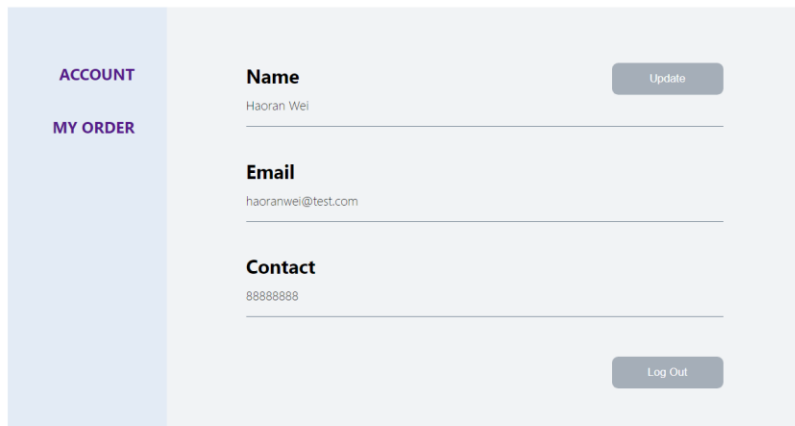 ACCOUNT
MY ORDER
Name
Update
Haoran Wei
Email
haoranwei@test.com
Contact
88888888
Log Out